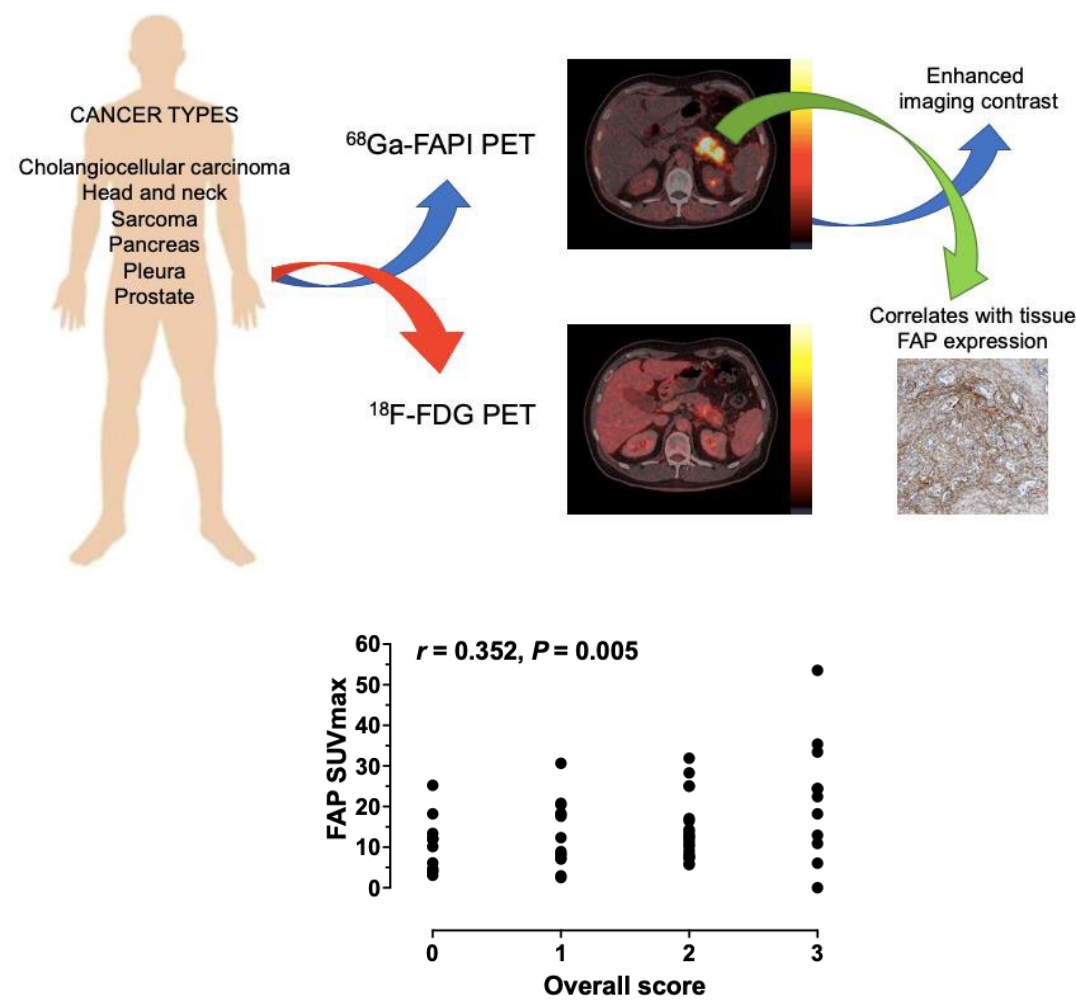 CANCER TYPES
Cholangiocellular carcinoma
Head and neck
Sarcoma
Pancreas
Pleura
Prostate
⁶⁸Ga-FAPI PET
¹⁸F-FDG PET
Enhanced
imaging contrast
Correlates with tissue
FAP expression
r = 0.352, P = 0.005
FAP SUVmax
60
50
40
30
20
10
0
0 1 2 3
Overall score